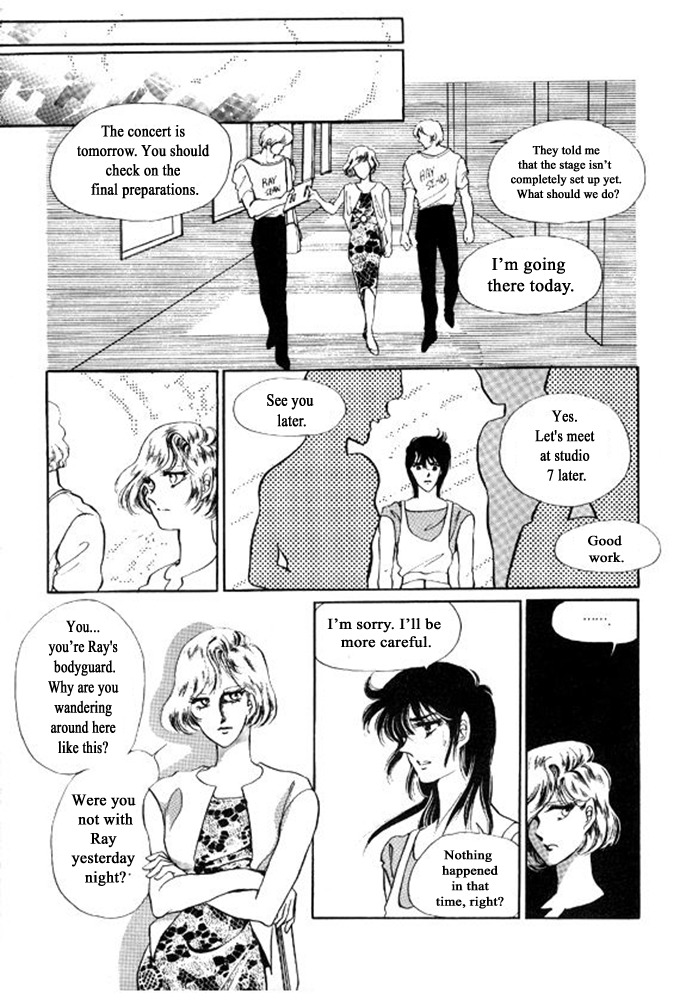 The concert is
tomorrow. You should
check on the
final preparations.
They told me
that the stage isn't
completely set up yet.
What should we do?
RAY
I'm going
there today.
See you
later.
Yes.
Let's meet
at studio
7 later.
Good
work.
You...
you're Ray's
bodyguard.
Why are you
wandering
around here
like this?
Were you
not with
Ray
yesterday
night?
I'm sorry. I'll be
more careful.
Nothing
happened
in that
time, right?
......